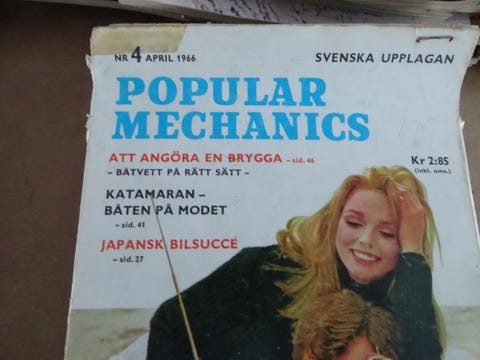 NR 4 APRIL 1966
SVENSKA UPPLAGAN
POPULAR
MECHANICS
ATT ANGÖRA EN BRYGGA – sid. 46
– BÅTVETT PÅ RÄTT SÄTT –
Kr 2:85
(inkl. oms.)
KATAMARAN –
BÅTEN PÅ MODET
– sid. 41
JAPANSK BILSUCCÉ
– sid. 27